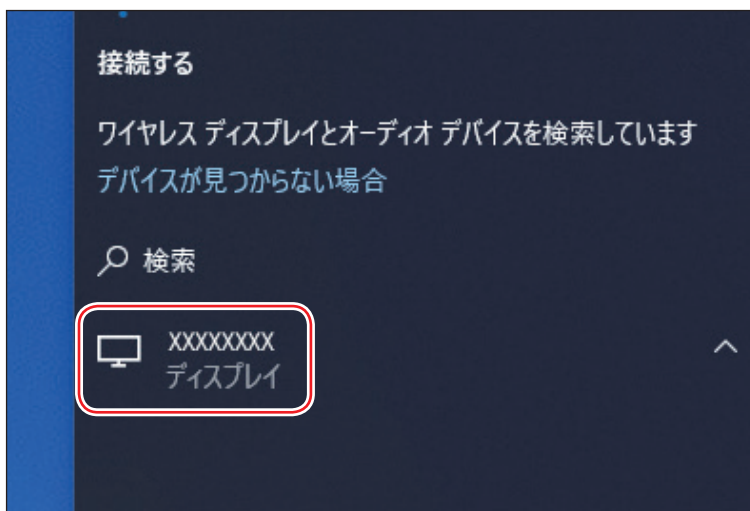 接続する
ワイヤレス ディスプレイとオーディオ デバイスを検索しています
デバイスが見つからない場合
検索
XXXXXXXX
ディスプレイ